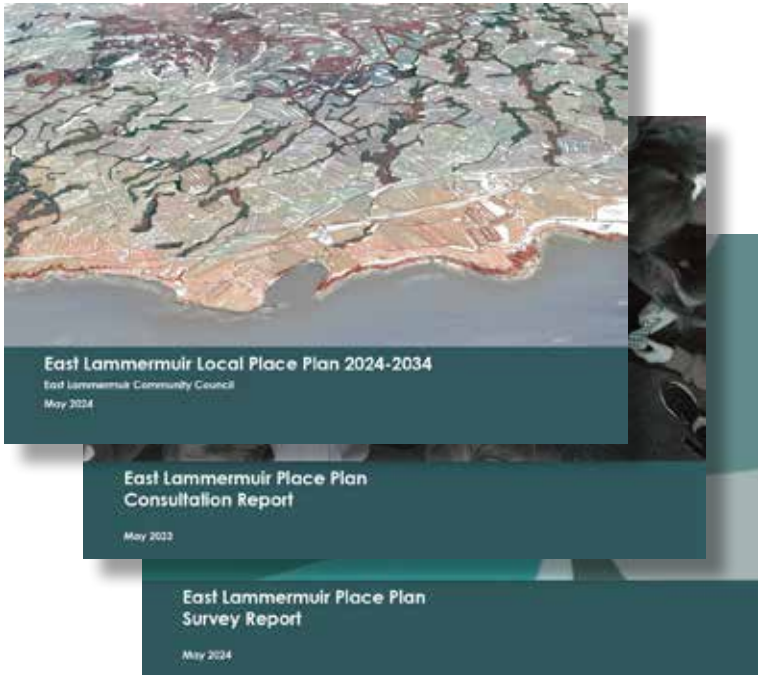 East Lammermuir Local Place Plan 2024-2034
East Lammermuir Community Council
May 2024
East Lammermuir Place Plan
Consultation Report
May 2023
East Lammermuir Place Plan
Survey Report
May 2024